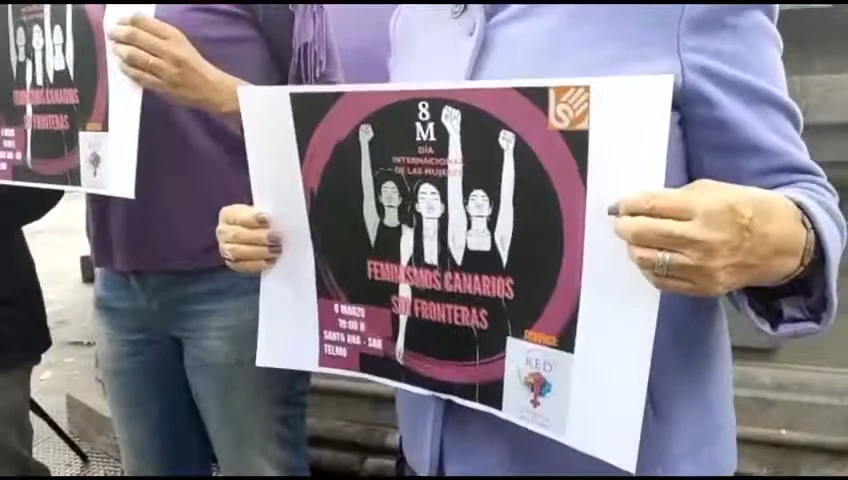 8
M
DÍA
INTERNACIONAL
DE LAS MUJERES
FEMINISMOS CANARIOS
SIN FRONTERAS
8 MARZO
19:00 H
SANTA ANA - SAN
TELMO
CONVOCA:
RED
FEMINISMOS CANARIOS
SIN FRONTERAS